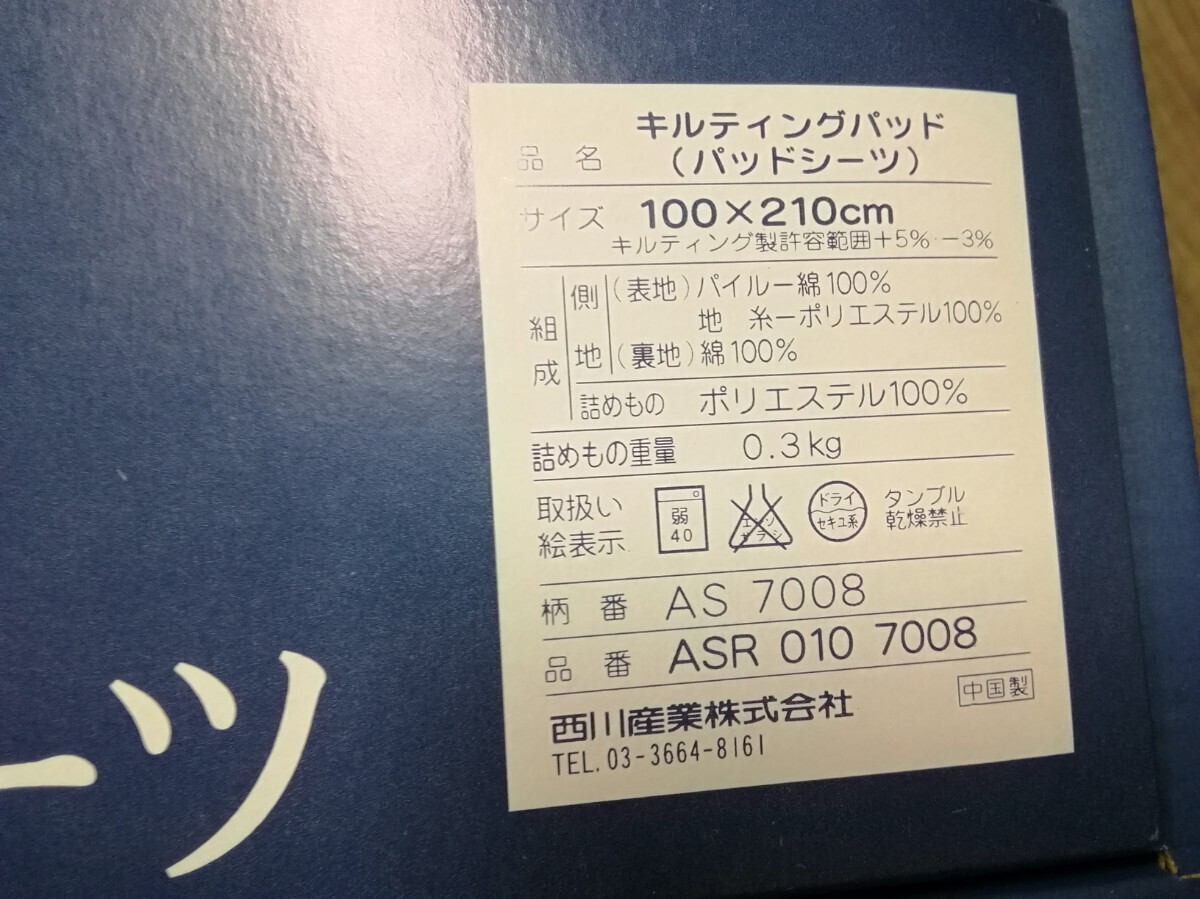 キルティングパッド
品名 (パッドシーツ)
サイズ 100×210cm
キルティング製許容範囲+5%・−3%
組成 側地 (表地) パイルー綿100%
地 糸ーポリエステル100%
(裏地) 綿100%
詰めもの ポリエステル100%
詰めもの重量 0.3kg
取扱い絵表示 弱 40 エンソサラシ ドライ セキユ系 タンブル乾燥禁止
柄番 AS 7008
品番 ASR 010 7008
中国製
西川産業株式会社
TEL. 03-3664-8161
ーツ